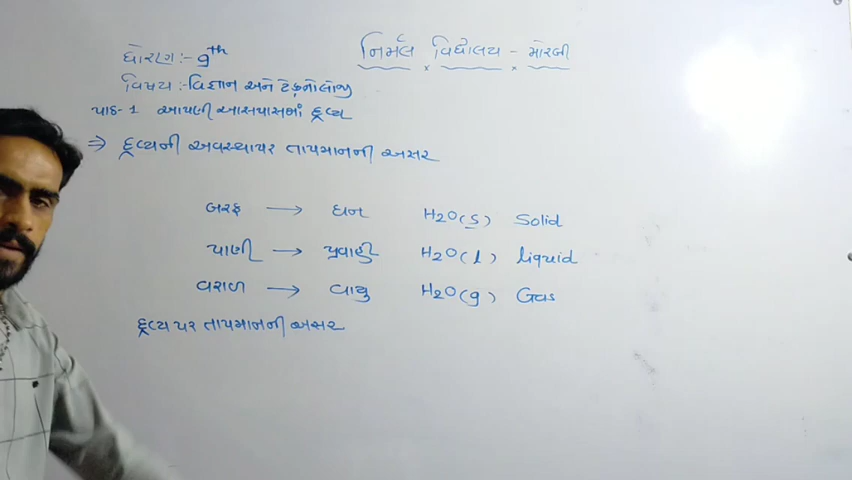 નિર્મલ વિદ્યાલય - મોરબી
ધોરણ :- 9th
વિષય :- વિજ્ઞાન અને ટેકનોલોજી
પાઠ - 1 આપણી આસપાસમાં દ્રવ્ય
⇒ દ્રવ્યની અવસ્થા પર તાપમાનની અસર
બરફ → ઘન H2O(s) Solid
પાણી → પ્રવાહી H2O(l) liquid
વરાળ → વાયુ H2O(g) Gas
દ્રવ્ય પર તાપમાનની અસર